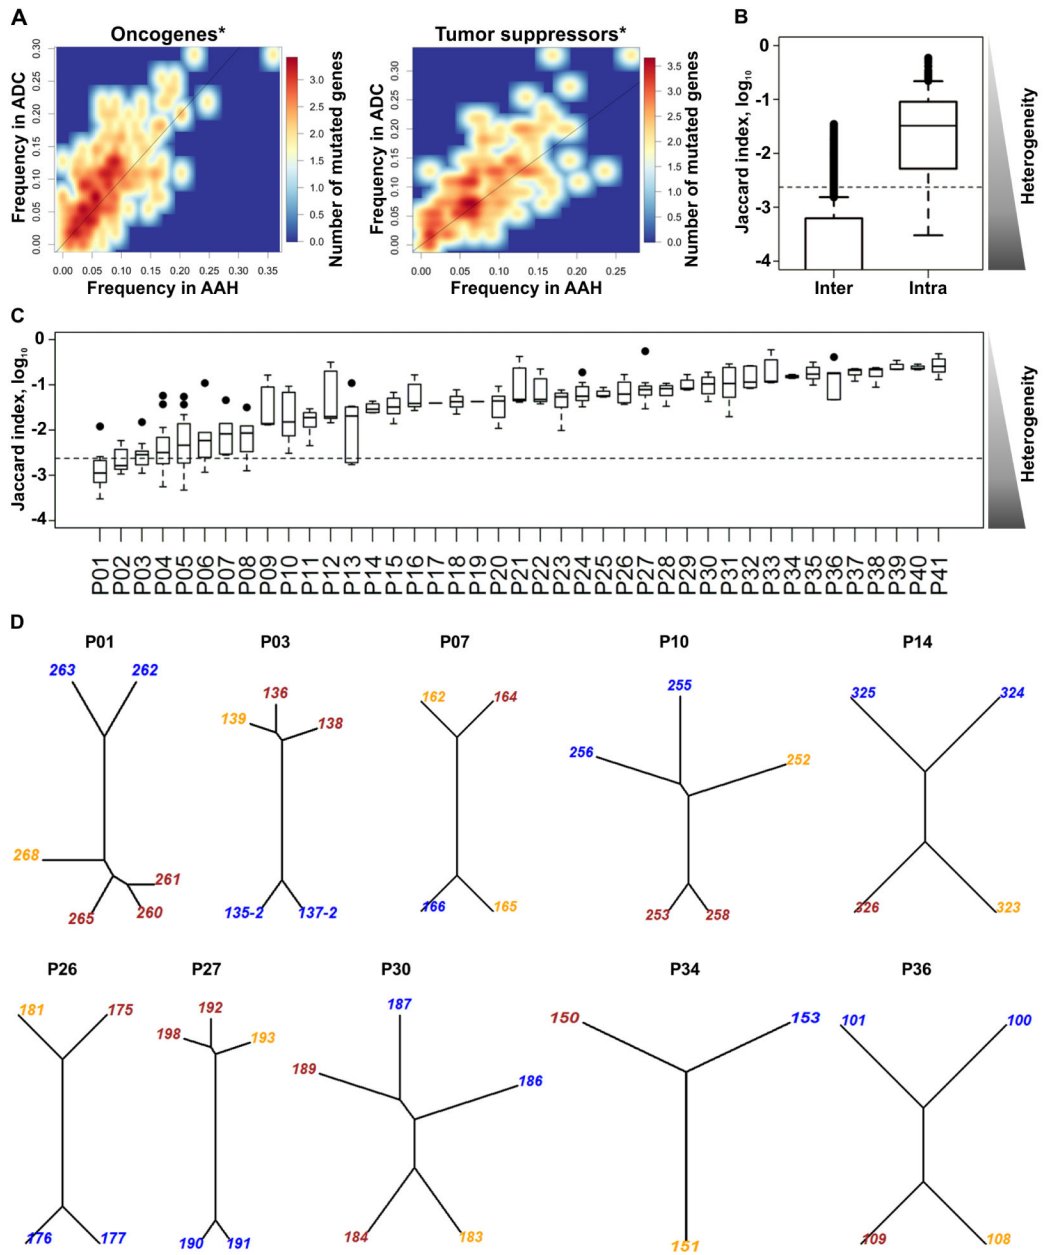 A
Oncogenes*
Frequency in ADC
0.30
0.25
0.20
0.15
0.10
0.05
0.00
0.00 0.05 0.10 0.15 0.20 0.25 0.30 0.35
Frequency in AAH
3.0
2.5
2.0
1.5
1.0
0.5
0.0
Number of mutated genes
Tumor suppressors*
Frequency in ADC
0.30
0.25
0.20
0.15
0.10
0.05
0.00
0.00 0.05 0.10 0.15 0.20 0.25
Frequency in AAH
3.5
3.0
2.5
2.0
1.5
1.0
0.5
0.0
Number of mutated genes
B
Jaccard index, log10
0
-1
-2
-3
-4
Inter Intra
Heterogeneity
C
Jaccard index, log10
0
-1
-2
-3
-4
P01 P02 P03 P04 P05 P06 P07 P08 P09 P10 P11 P12 P13 P14 P15 P16 P17 P18 P19 P20 P21 P22 P23 P24 P25 P26 P27 P28 P29 P30 P31 P32 P33 P34 P35 P36 P37 P38 P39 P40 P41
Heterogeneity
D
P01
263 262
268
261
265 260
P03
136
139 138
135-2 137-2
P07
162 164
166 165
P10
255
256 252
253 258
P14
325 324
326 323
P26
181 175
176 177
P27
192
198 193
190 191
P30
187
189 186
184 183
P34
150 153
151
P36
101 100
109 108